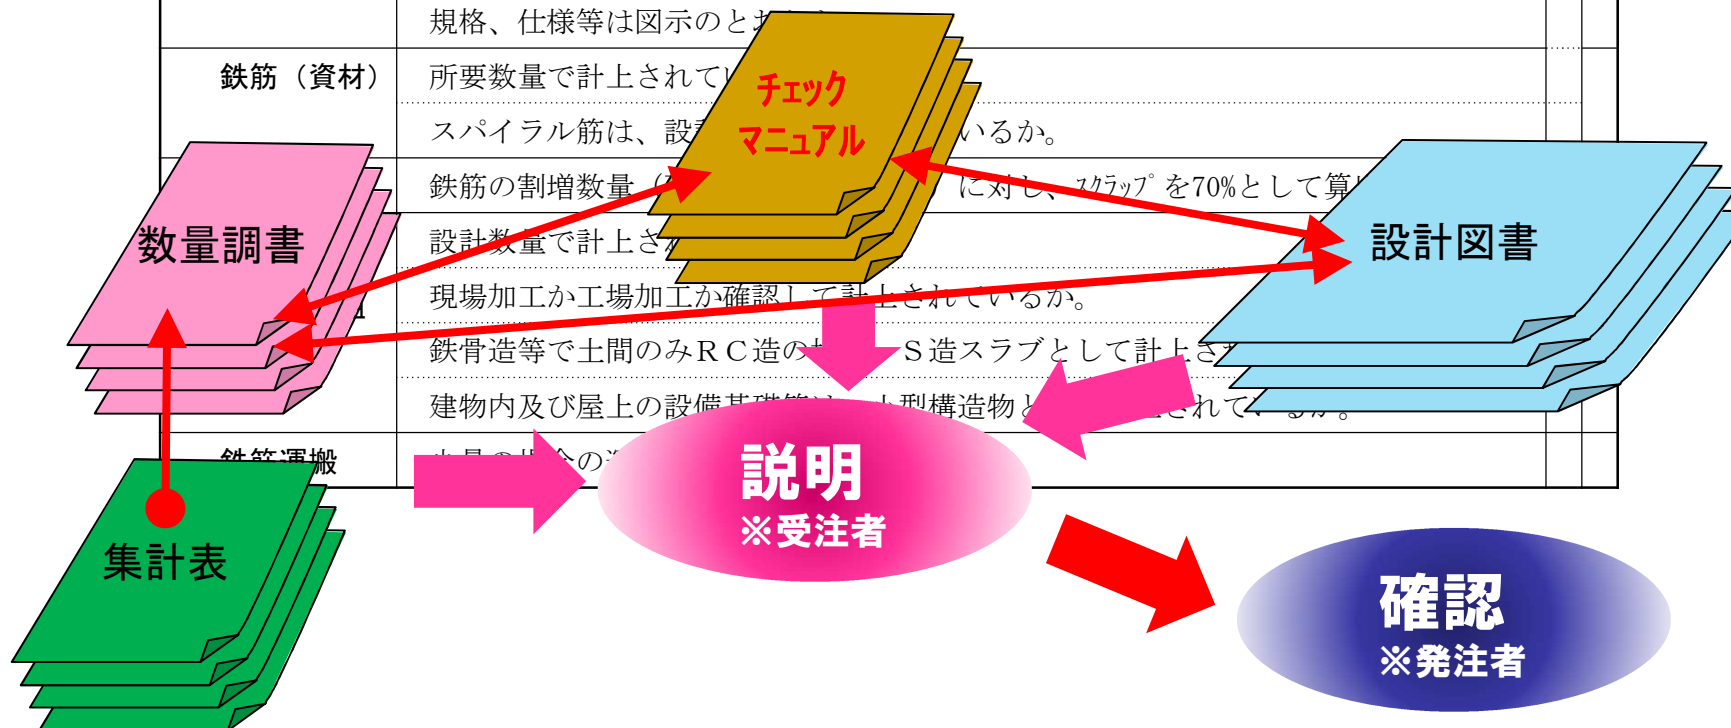 規格、仕様等は図示のとお
鉄筋（資材）
所要数量で計上されてい
スパイラル筋は、設 いるか。
鉄筋の割増数量（ に対し、ｽｸﾗｯﾌﾟを70%として算
設計数量で計上され
現場加工か工場加工か確認して計上されているか。
鉄骨造等で土間のみＲＣ造の Ｓ造スラブとして計上さ
建物内及び屋上の設備基礎等は 型構造物と 上されているか。
鉄筋運搬
チェック
マニュアル
数量調書
設計図書
集計表
説明
※受注者
確認
※発注者